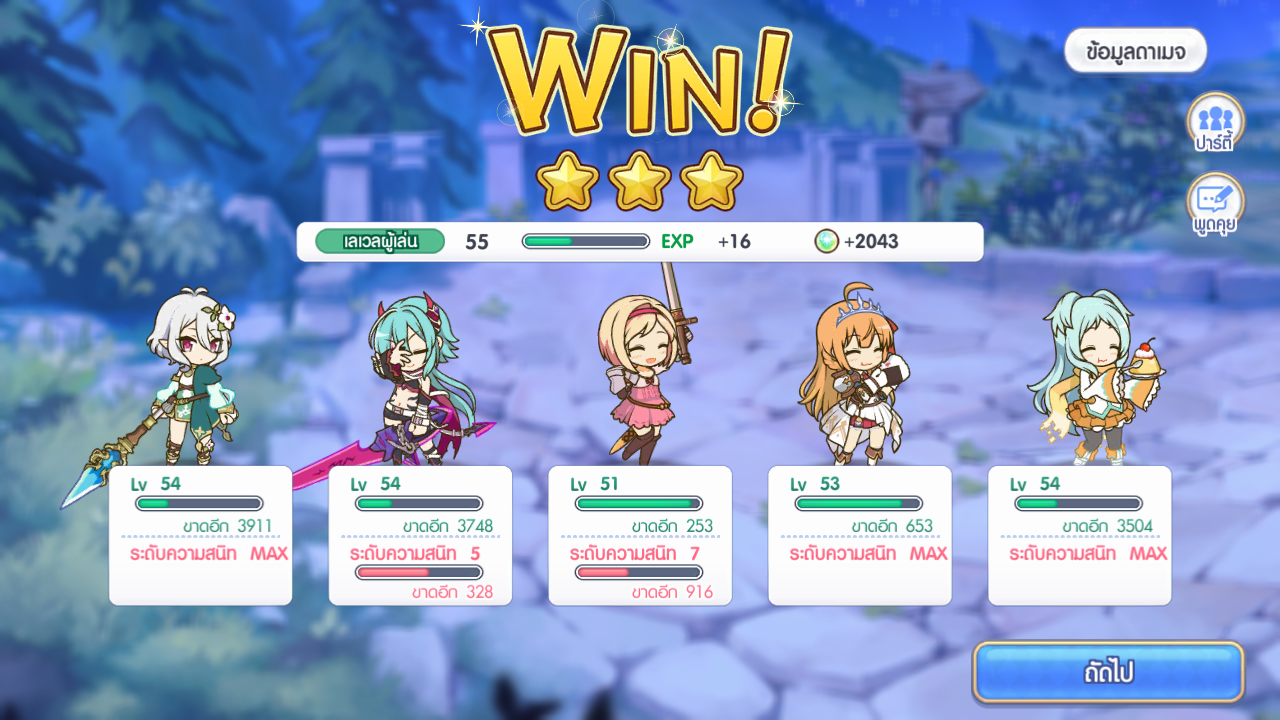 WIN!
ข้อมูลดาเมจ
ปาร์ตี้
พูดคุย
เลเวลผู้เล่น 55 EXP +16 +2043
Lv 54
ขาดอีก 3911
ระดับความสนิท MAX
Lv 54
ขาดอีก 3748
ระดับความสนิท 5
ขาดอีก 328
Lv 51
ขาดอีก 253
ระดับความสนิท 7
ขาดอีก 916
Lv 53
ขาดอีก 653
ระดับความสนิท MAX
Lv 54
ขาดอีก 3504
ระดับความสนิท MAX
ถัดไป